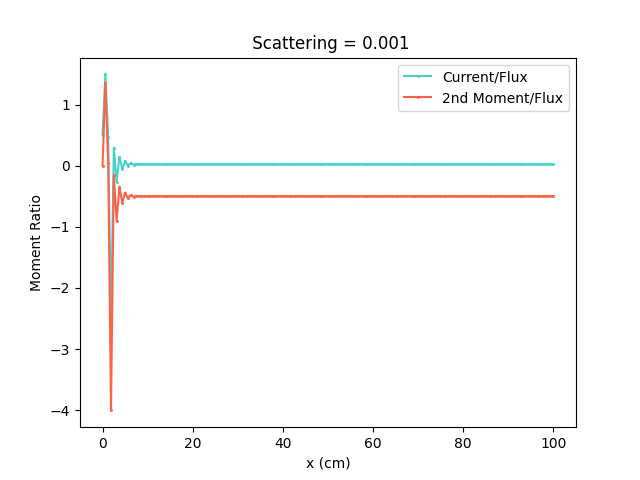 Scattering = 0.001
Current/Flux
2nd Moment/Flux
Moment Ratio
1
0
−1
−2
−3
−4
0 20 40 60 80 100
x (cm)